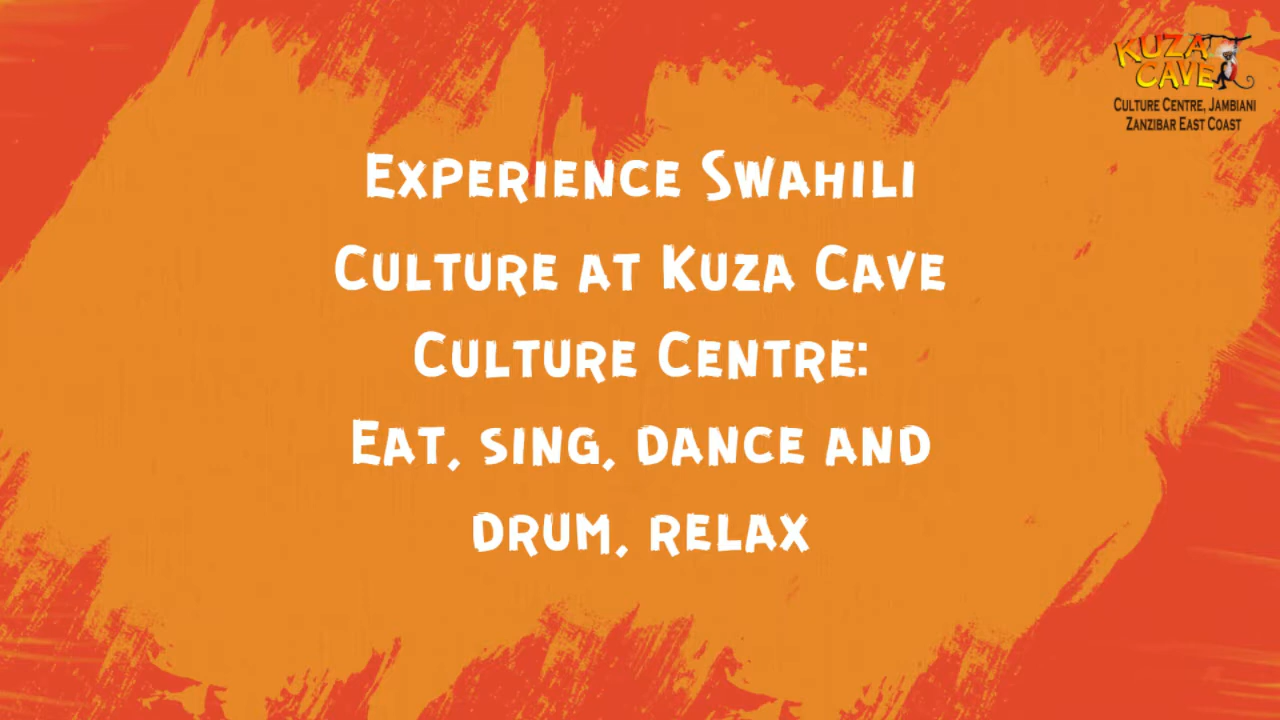 KUZA
CAVE
CULTURE CENTRE, JAMBIANI
ZANZIBAR EAST COAST
EXPERIENCE SWAHILI
CULTURE AT KUZA CAVE
CULTURE CENTRE:
EAT, SING, DANCE AND
DRUM, RELAX